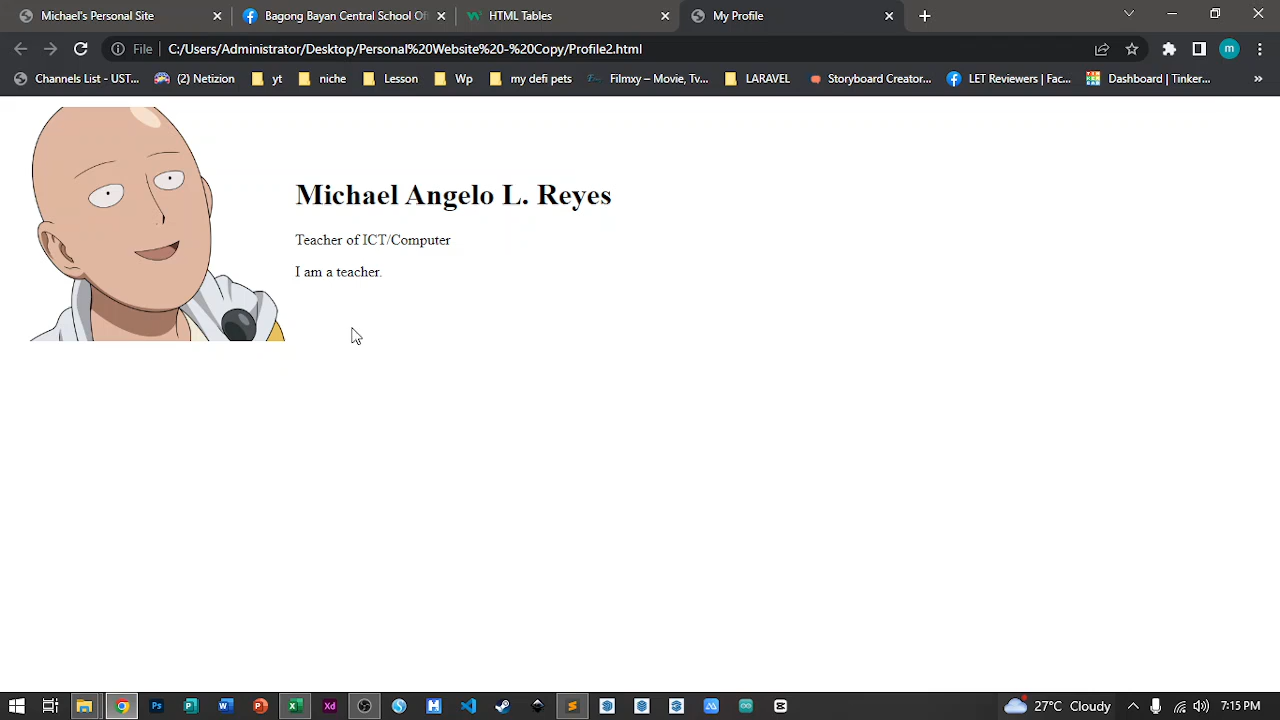 Michael's Personal Site
Bagong Bayan Central School Of
HTML Tables
My Profile
File C:/Users/Administrator/Desktop/Personal%20Website%20-%20Copy/Profile2.html
m
Channels List - UST...
(2) Netizion
yt
niche
Lesson
Wp
my defi pets
Filmxy – Movie, Tv...
LARAVEL
Storyboard Creator...
LET Reviewers | Fac...
Dashboard | Tinker...
Michael Angelo L. Reyes
Teacher of ICT/Computer
I am a teacher.
27°C Cloudy
7:15 PM